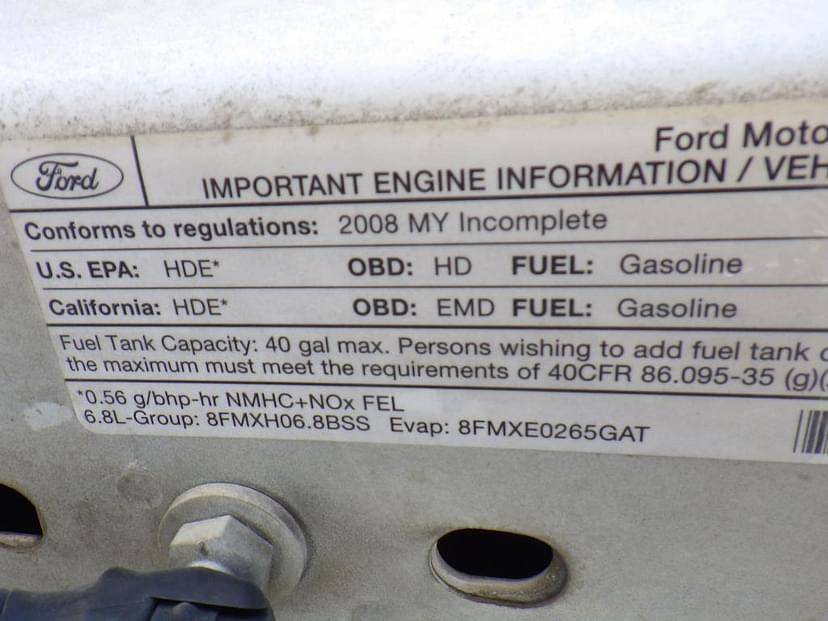 Ford
Ford Moto
IMPORTANT ENGINE INFORMATION / VEH
Conforms to regulations: 2008 MY Incomplete
U.S. EPA: HDE* OBD: HD FUEL: Gasoline
California: HDE* OBD: EMD FUEL: Gasoline
Fuel Tank Capacity: 40 gal max. Persons wishing to add fuel tank
the maximum must meet the requirements of 40CFR 86.095-35 (g)(
*0.56 g/bhp-hr NMHC+NOx FEL
6.8L-Group: 8FMXH06.8BSS Evap: 8FMXE0265GAT